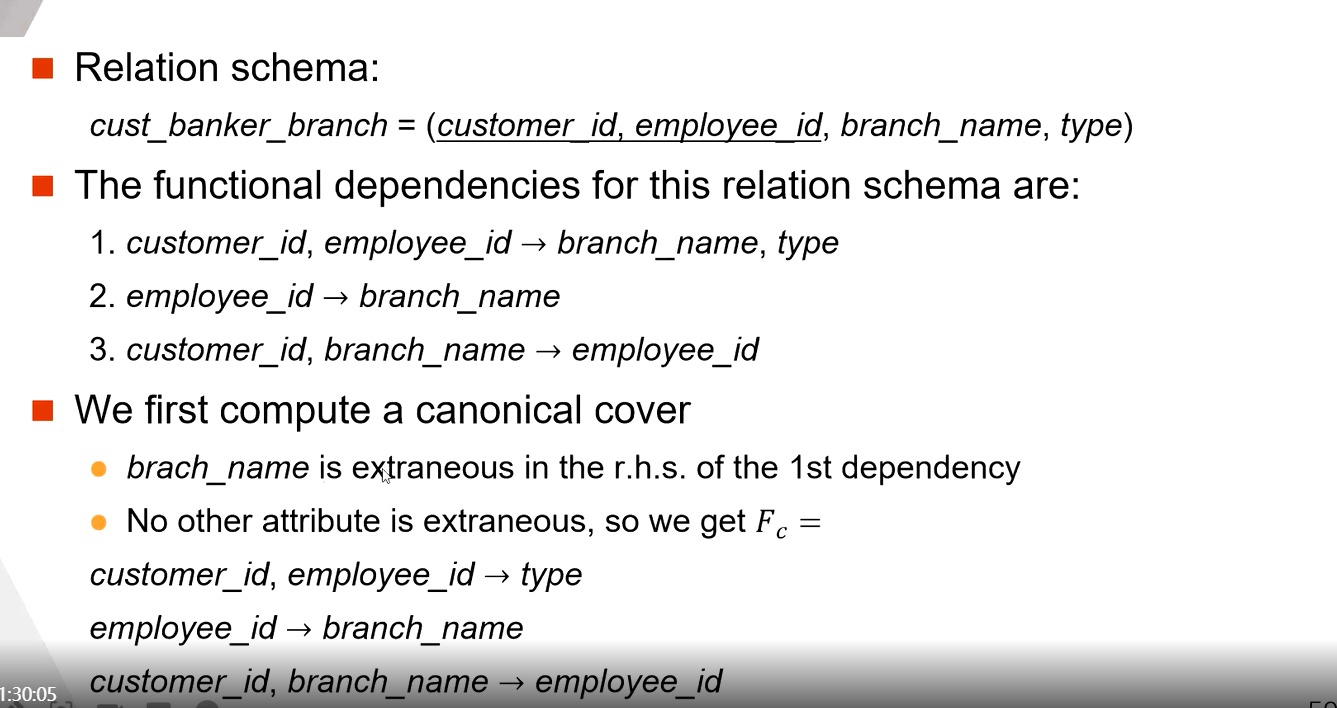 Relation schema:
cust_banker_branch = (customer_id, employee_id, branch_name, type)
The functional dependencies for this relation schema are:
1. customer_id, employee_id → branch_name, type
2. employee_id → branch_name
3. customer_id, branch_name → employee_id
We first compute a canonical cover
brach_name is extraneous in the r.h.s. of the 1st dependency
No other attribute is extraneous, so we get F_c =
customer_id, employee_id → type
employee_id → branch_name
customer_id, branch_name → employee_id
1:30:05